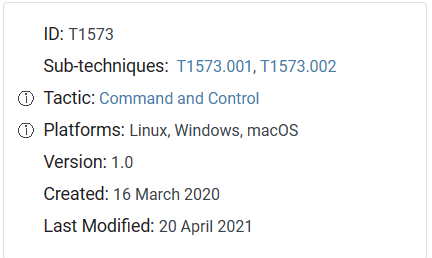 ID: T1573
Sub-techniques: T1573.001, T1573.002
Tactic: Command and Control
Platforms: Linux, Windows, macOS
Version: 1.0
Created: 16 March 2020
Last Modified: 20 April 2021